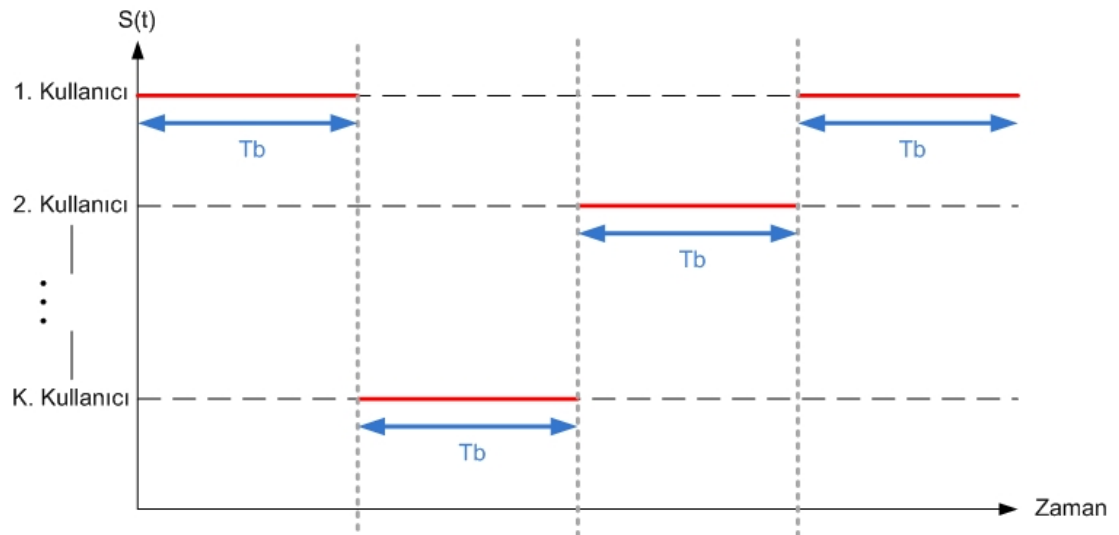 S(t)
1. Kullanıcı
Tb
Tb
2. Kullanıcı
Tb
K. Kullanıcı
Tb
Zaman